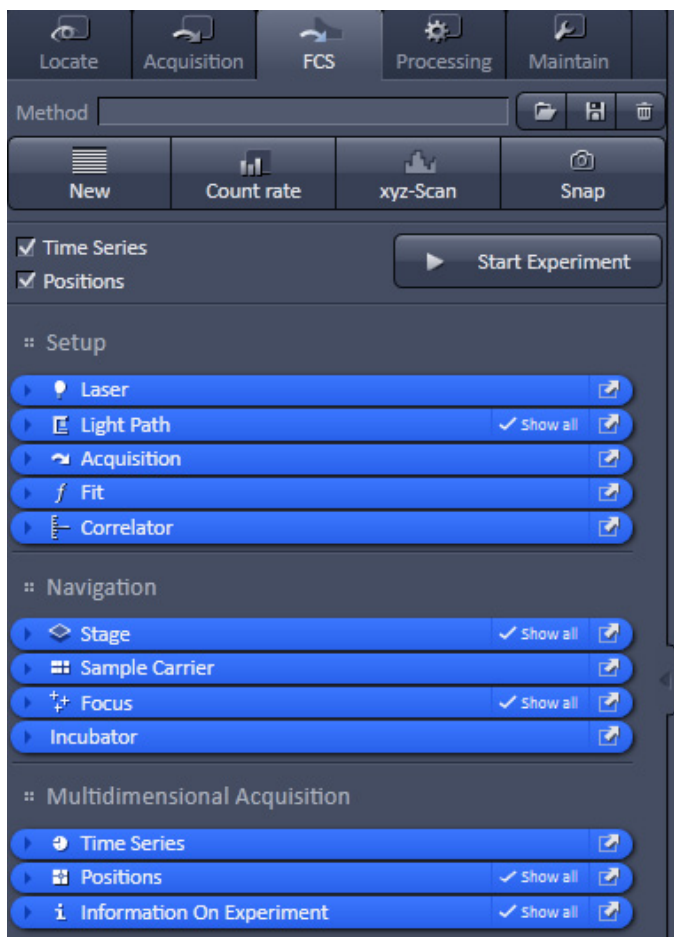 Locate Acquisition FCS Processing Maintain
Method
New Count rate xyz-Scan Snap
Time Series
Start Experiment
Positions
Setup
Laser
Light Path Show all
Acquisition
f Fit
Correlator
Navigation
Stage Show all
Sample Carrier
Focus Show all
Incubator
Multidimensional Acquisition
Time Series
Positions Show all
i Information On Experiment Show all